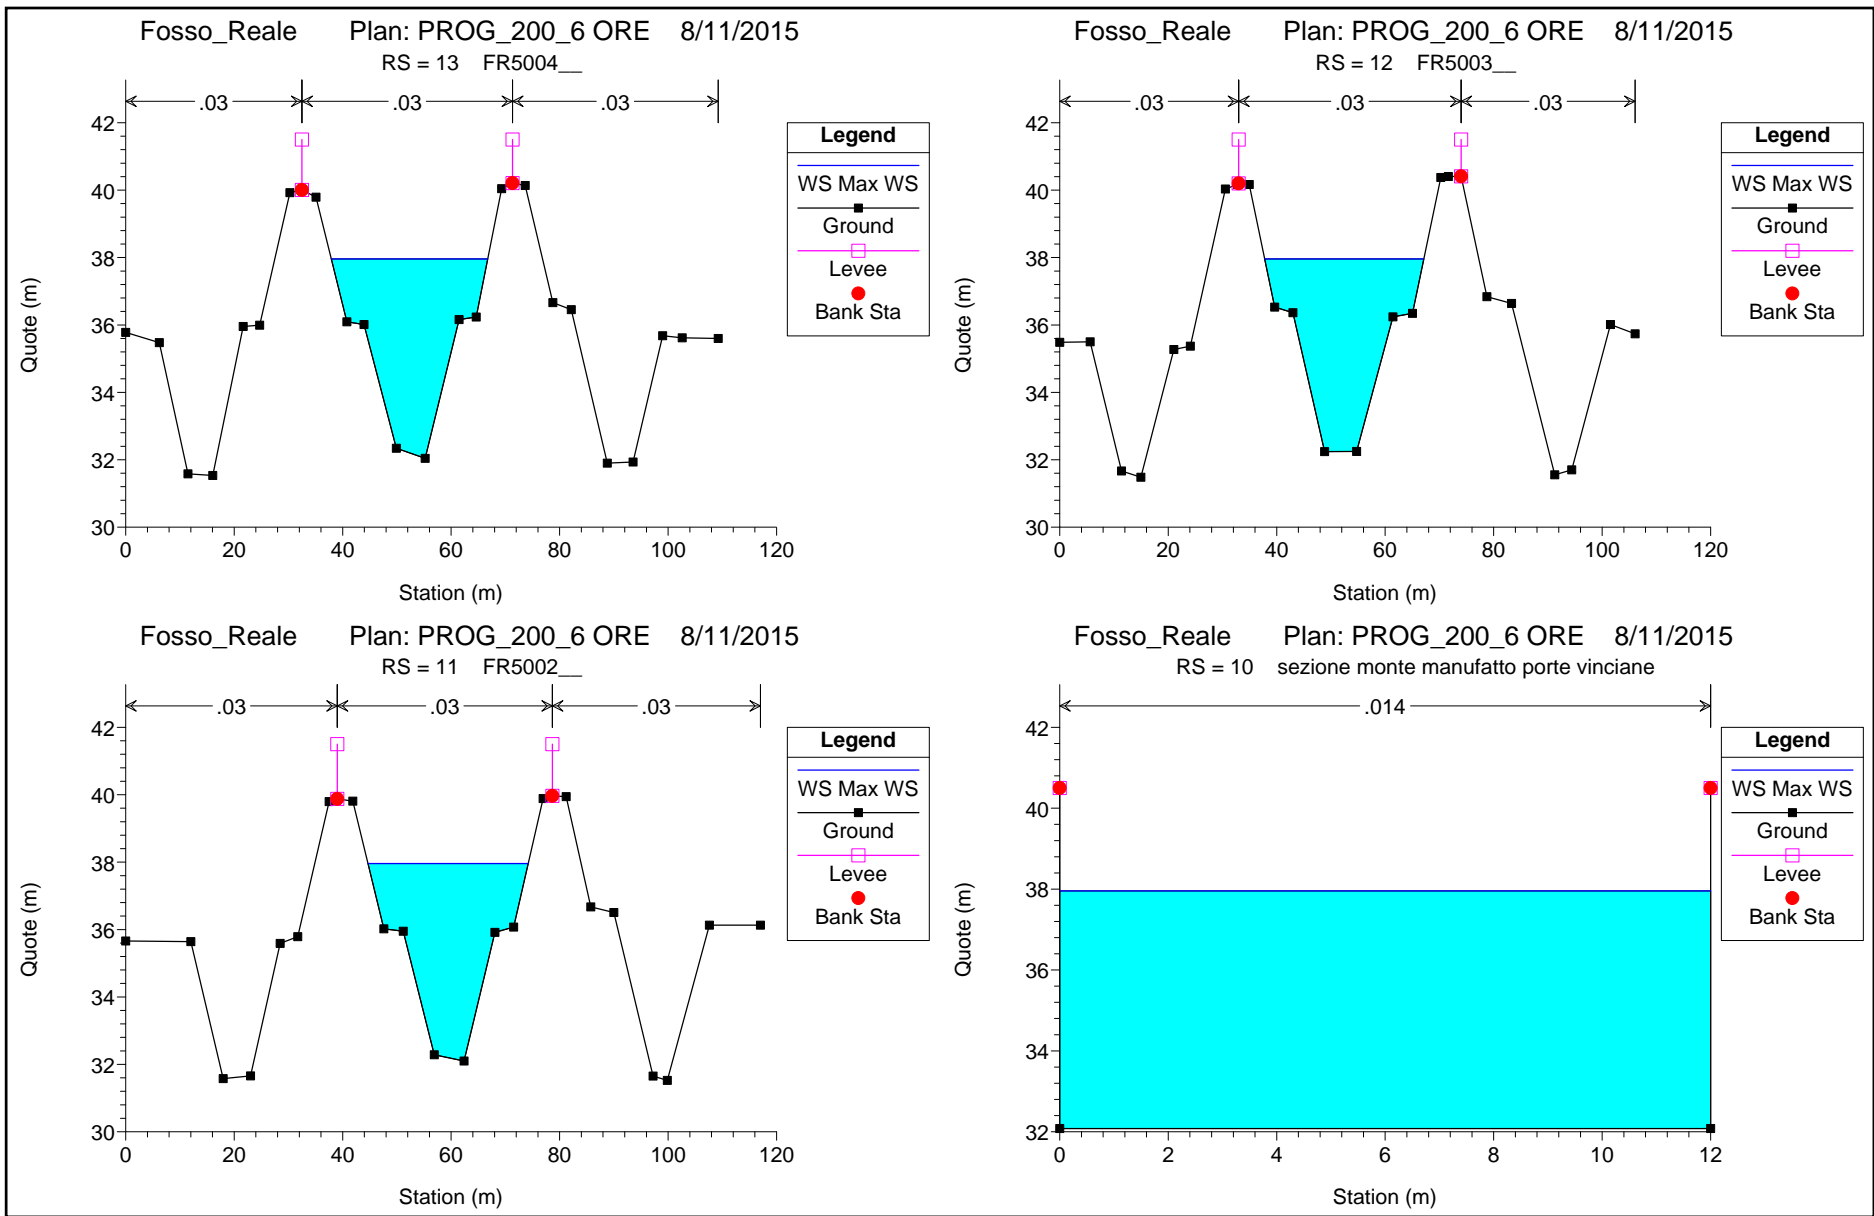 Fosso_Reale Plan: PROG_200_6 ORE 8/11/2015
RS = 13 FR5004__
.03 .03 .03
42
40
38
36
34
32
30
0 20 40 60 80 100 120
Quote (m)
Station (m)
Legend
WS Max WS
Ground
Levee
Bank Sta
Fosso_Reale Plan: PROG_200_6 ORE 8/11/2015
RS = 12 FR5003__
.03 .03 .03
42
40
38
36
34
32
30
0 20 40 60 80 100 120
Quote (m)
Station (m)
Legend
WS Max WS
Ground
Levee
Bank Sta
Fosso_Reale Plan: PROG_200_6 ORE 8/11/2015
RS = 11 FR5002__
.03 .03 .03
42
40
38
36
34
32
30
0 20 40 60 80 100 120
Quote (m)
Station (m)
Legend
WS Max WS
Ground
Levee
Bank Sta
Fosso_Reale Plan: PROG_200_6 ORE 8/11/2015
RS = 10 sezione monte manufatto porte vinciane
.014
42
40
38
36
34
32
0 2 4 6 8 10 12
Quote (m)
Station (m)
Legend
WS Max WS
Ground
Levee
Bank Sta